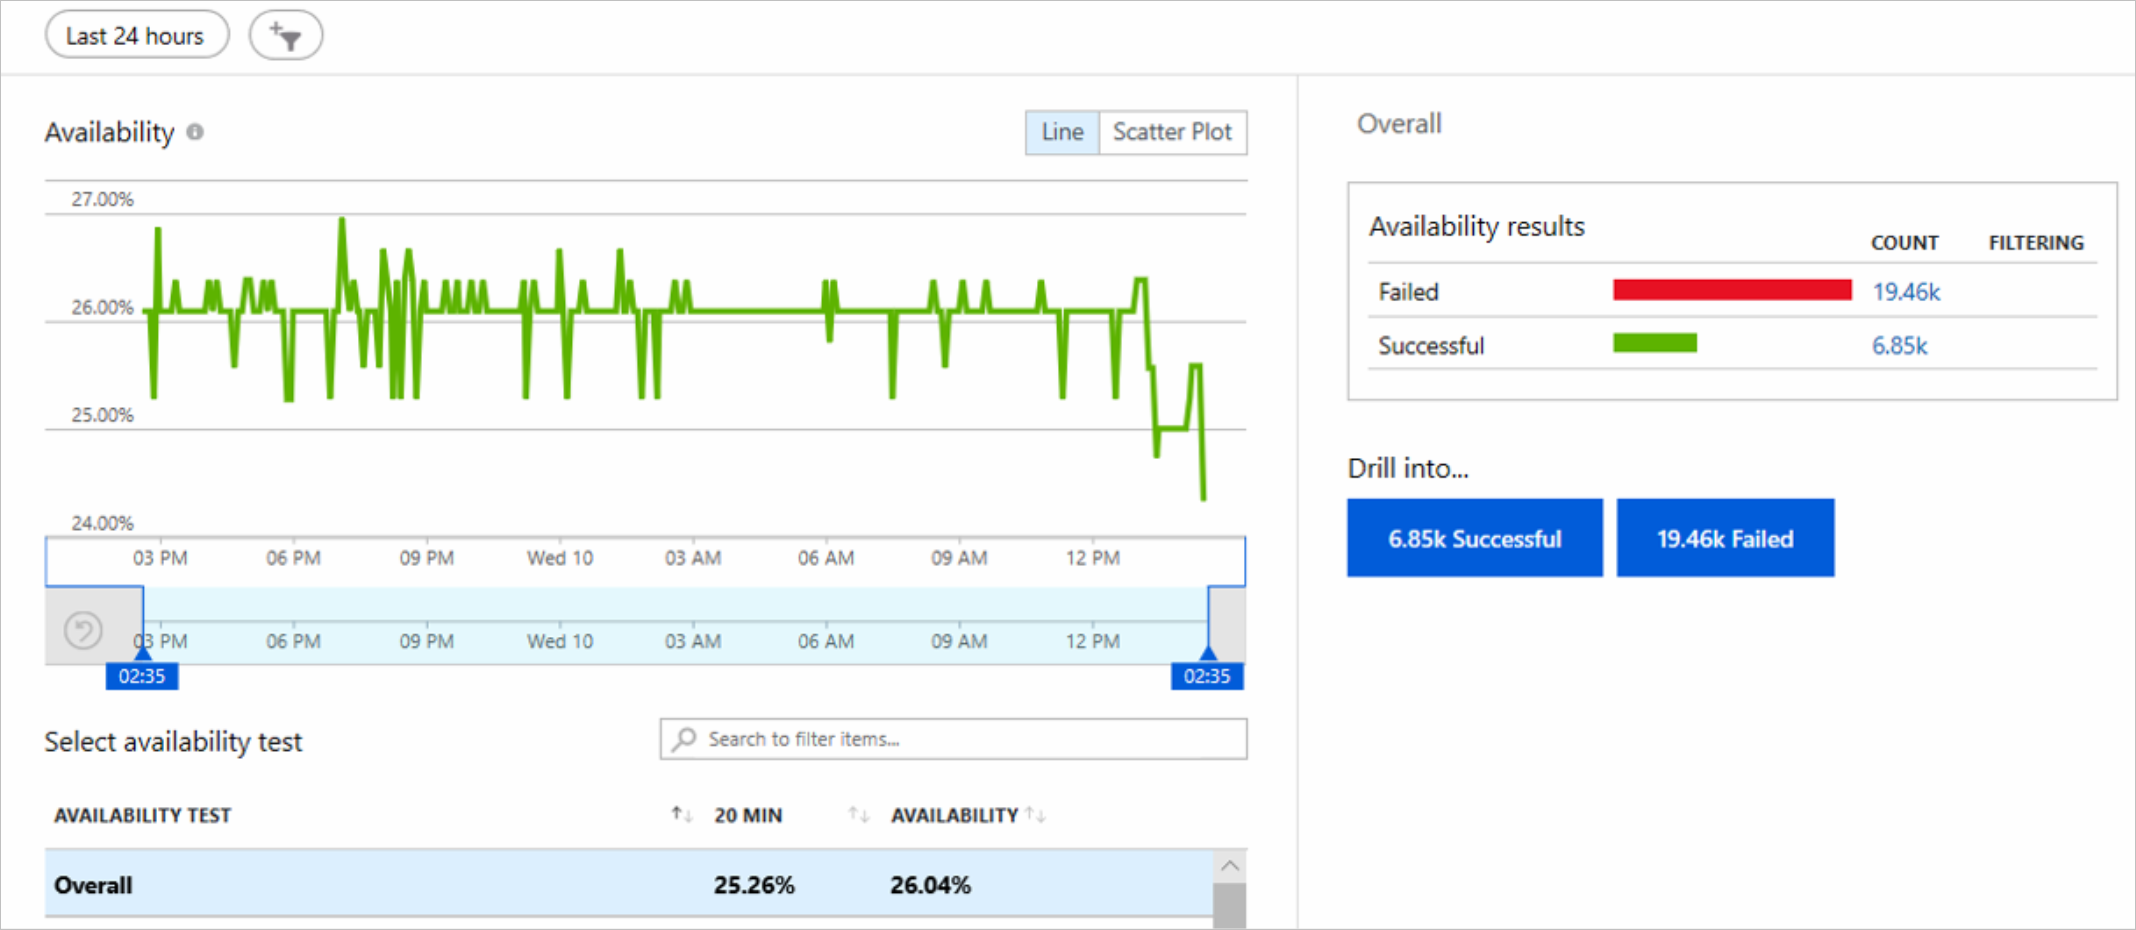 Last 24 hours
Availability
Line Scatter Plot
27.00%
26.00%
25.00%
24.00%
03 PM 06 PM 09 PM Wed 10 03 AM 06 AM 09 AM 12 PM
03 PM 06 PM 09 PM Wed 10 03 AM 06 AM 09 AM 12 PM
02:35 02:35
Select availability test
Search to filter items...
AVAILABILITY TEST 20 MIN AVAILABILITY
Overall 25.26% 26.04%
Overall
Availability results COUNT FILTERING
Failed 19.46k
Successful 6.85k
Drill into...
6.85k Successful 19.46k Failed